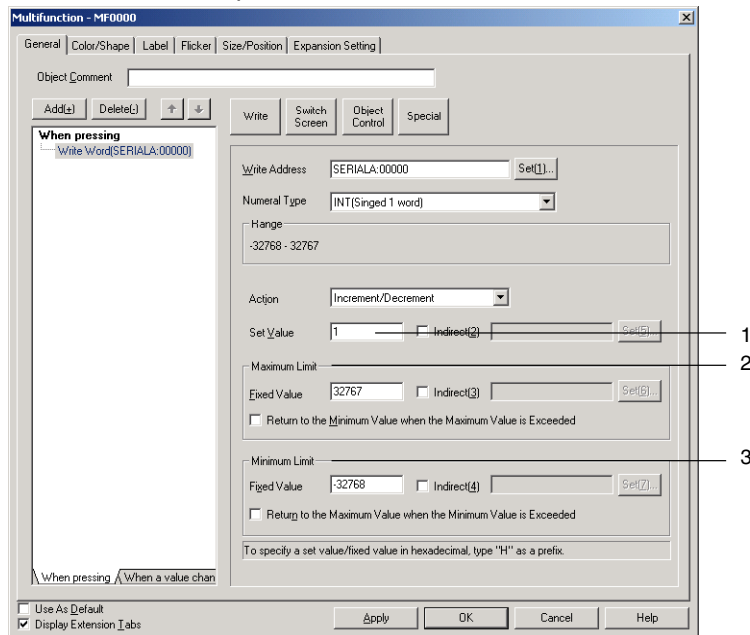 Multifunction - MF0000
General Color/Shape Label Flicker Size/Position Expansion Setting
Object Comment
Add(+) Delete(-)
Write Switch Screen Object Control Special
When pressing
Write Word(SERIALA:00000)
Write Address SERIALA:00000 Set(1)...
Numeral Type INT(Singed 1 word)
Range
-32768 - 32767
Action Increment/Decrement
Set Value 1 Indirect(2) Set(5)... 1
Maximum Limit 2
Fixed Value 32767 Indirect(3) Set(6)...
Return to the Minimum Value when the Maximum Value is Exceeded
Minimum Limit 3
Fixed Value -32768 Indirect(4) Set(7)...
Return to the Maximum Value when the Minimum Value is Exceeded
To specify a set value/fixed value in hexadecimal, type "H" as a prefix.
When pressing When a value chan
Use As Default
Display Extension Tabs
Apply OK Cancel Help